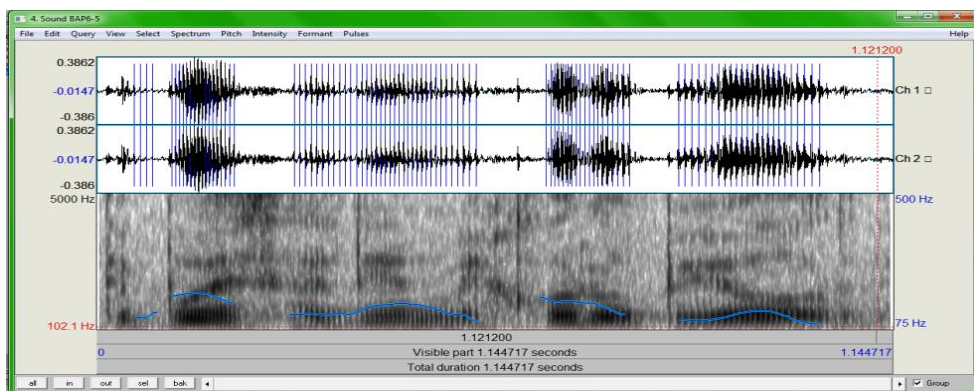 4. Sound BAP6-5
File Edit Query View Select Spectrum Pitch Intensity Formant Pulses Help
1.121200
0.3862
-0.0147 Ch 1
-0.386
0.3862
-0.0147 Ch 2
-0.386
5000 Hz 500 Hz
102.1 Hz 75 Hz
1.121200
0 Visible part 1.144717 seconds 1.144717
Total duration 1.144717 seconds
all in out sel bak Group